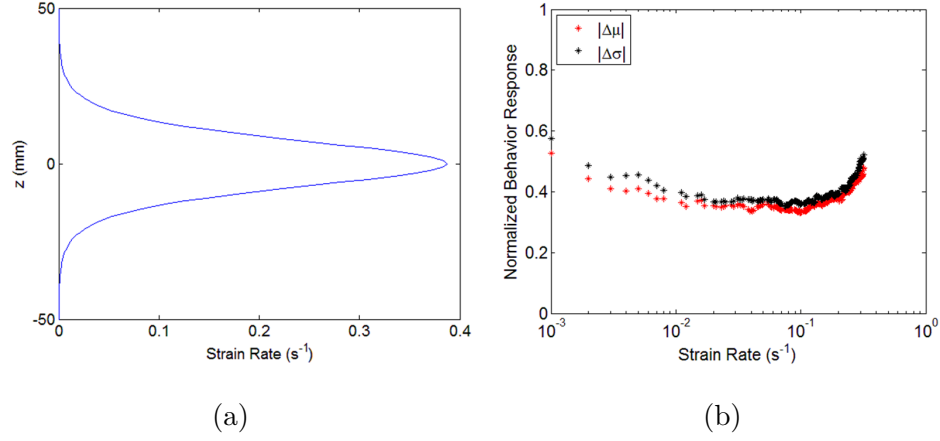 50
0
-50
z (mm)
0
0.1
0.2
0.3
0.4
Strain Rate (s⁻¹)
(a)
1
0.8
0.6
0.4
0.2
0
Normalized Behavior Response
|Δμ|
|Δσ|
10⁻³
10⁻²
10⁻¹
10⁰
Strain Rate (s⁻¹)
(b)